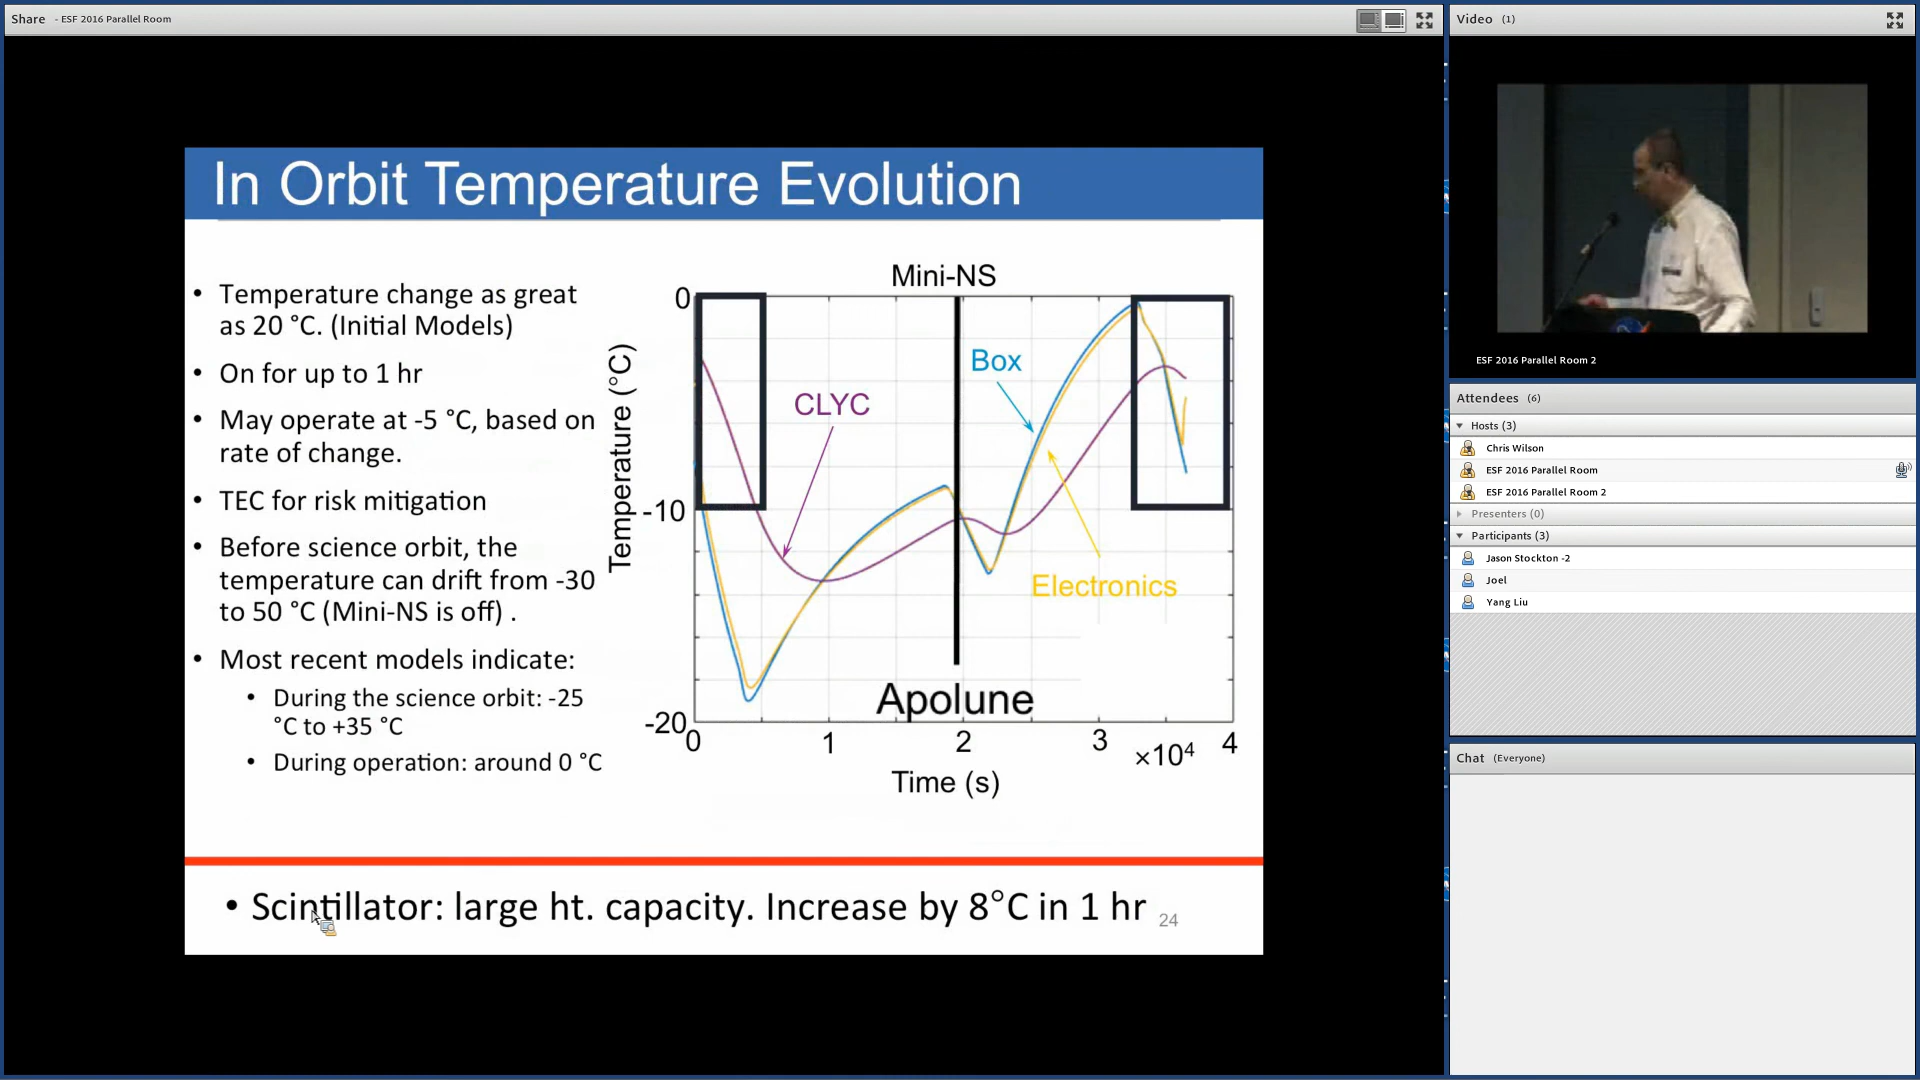 Share - ESF 2016 Parallel Room
In Orbit Temperature Evolution
• Temperature change as great
as 20 °C. (Initial Models)
• On for up to 1 hr
• May operate at -5 °C, based on
rate of change.
• TEC for risk mitigation
• Before science orbit, the
temperature can drift from -30
to 50 °C (Mini-NS is off) .
• Most recent models indicate:
• During the science orbit: -25
°C to +35 °C
• During operation: around 0 °C
Mini-NS
Temperature (°C)
0
-10
-20
CLYC
Box
Electronics
Apolune
0 1 2 3 4
×10⁴
Time (s)
• Scintillator: large ht. capacity. Increase by 8°C in 1 hr
24
Video (1)
ESF 2016 Parallel Room 2
Attendees (6)
Hosts (3)
Chris Wilson
ESF 2016 Parallel Room
ESF 2016 Parallel Room 2
Presenters (0)
Participants (3)
Jason Stockton -2
Joel
Yang Liu
Chat (Everyone)